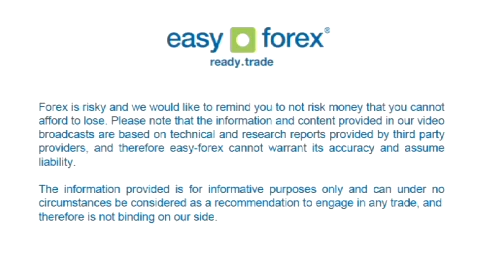 easy forex®
ready.trade
Forex is risky and we would like to remind you to not risk money that you cannot
afford to lose. Please note that the information and content provided in our video
broadcasts are based on technical and research reports provided by third party
providers, and therefore easy-forex cannot warrant its accuracy and assume
liability.
The information provided is for informative purposes only and can under no
circumstances be considered as a recommendation to engage in any trade, and
therefore is not binding on our side.